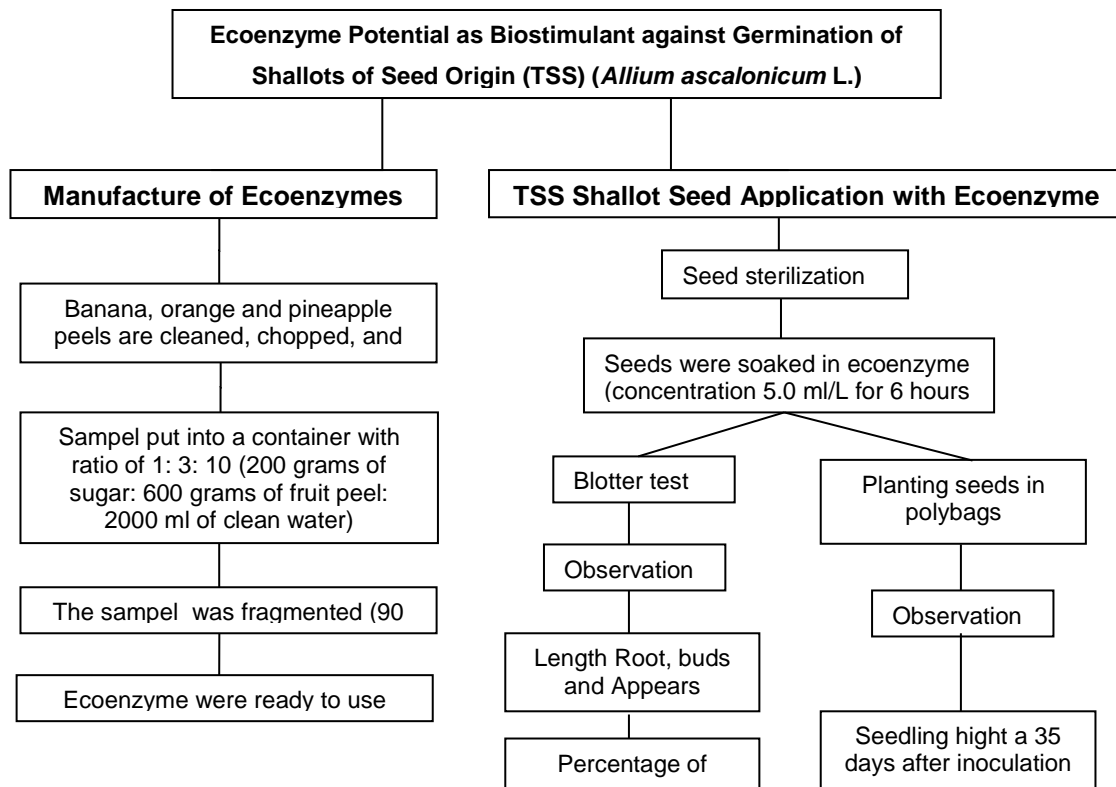 Ecoenzyme Potential as Biostimulant against Germination of
Shallots of Seed Origin (TSS) (Allium ascalonicum L.)
Manufacture of Ecoenzymes
Banana, orange and pineapple
peels are cleaned, chopped, and
Sampel put into a container with
ratio of 1: 3: 10 (200 grams of
sugar: 600 grams of fruit peel:
2000 ml of clean water)
The sampel was fragmented (90
Ecoenzyme were ready to use
TSS Shallot Seed Application with Ecoenzyme
Seed sterilization
Seeds were soaked in ecoenzyme
(concentration 5.0 ml/L for 6 hours
Blotter test
Observation
Length Root, buds
and Appears
Percentage of
Planting seeds in
polybags
Observation
Seedling hight a 35
days after inoculation